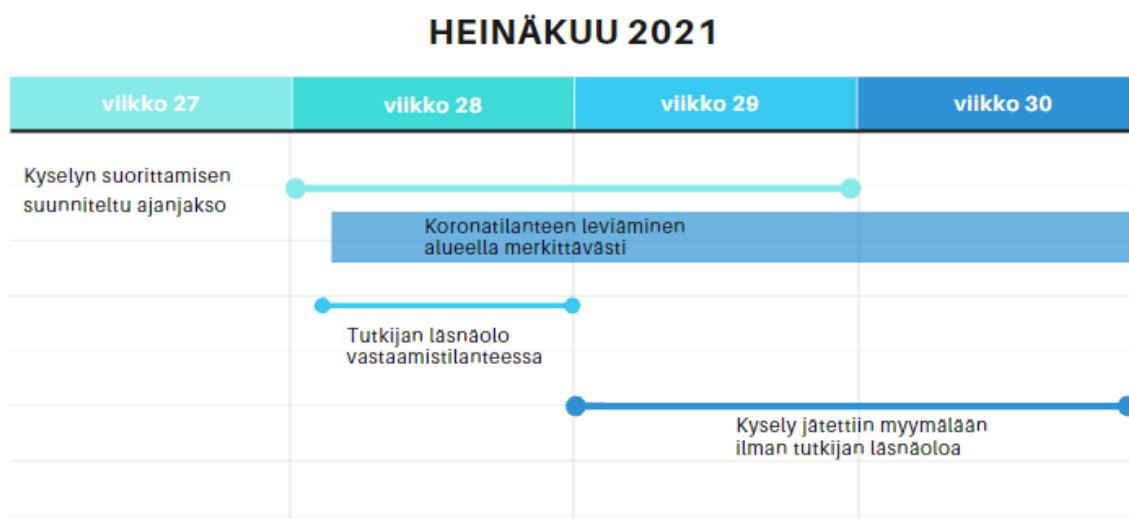 HEINÄKUU 2021
viikko 27
viikko 28
viikko 29
viikko 30
Kyselyn suorittamisen
suunniteltu ajanjakso
Koronatilanteen leviäminen
alueella merkittävästi
Tutkijan läsnäolo
vastaamistilanteessa
Kysely jätettiin myymälään
ilman tutkijan läsnäoloa